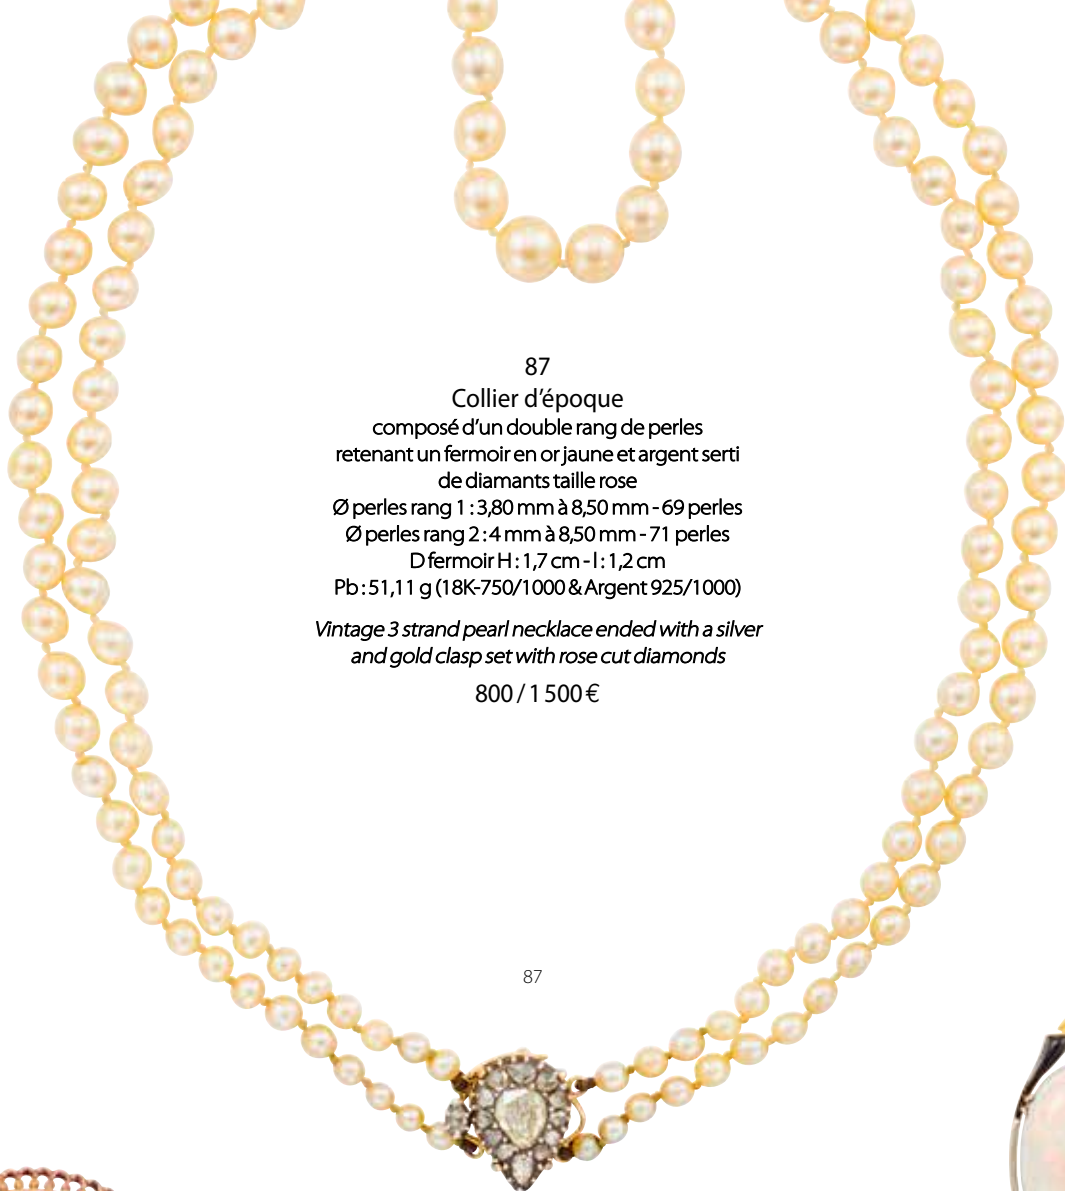 87
Collier d’époque
composé d’un double rang de perles
retenant un fermoir en or jaune et argent serti
de diamants taille rose
Ø perles rang 1 : 3,80 mm à 8,50 mm - 69 perles
Ø perles rang 2 : 4 mm à 8,50 mm - 71 perles
D fermoir H : 1,7 cm - l : 1,2 cm
Pb : 51,11 g (18K-750/1000 & Argent 925/1000)
Vintage 3 strand pearl necklace ended with a silver
and gold clasp set with rose cut diamonds
800 / 1 500 €
87